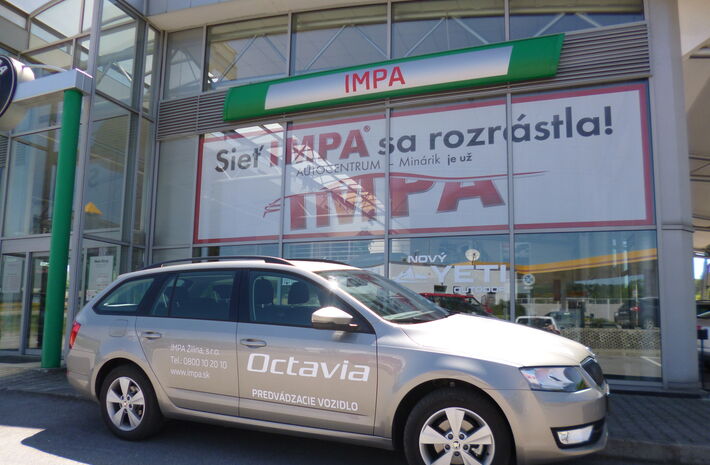 IMPA
Sieť IMPA® sa rozrástla!
AUTOCENTRUM – Minárik je už
IMPA
NOVÝ
YETI
Outdoor
IMPA Žilina, s.r.o.
Tel.: 0800 10 20 10
www.impa.sk
Octavia
PREDVÁDZACIE VOZIDLO